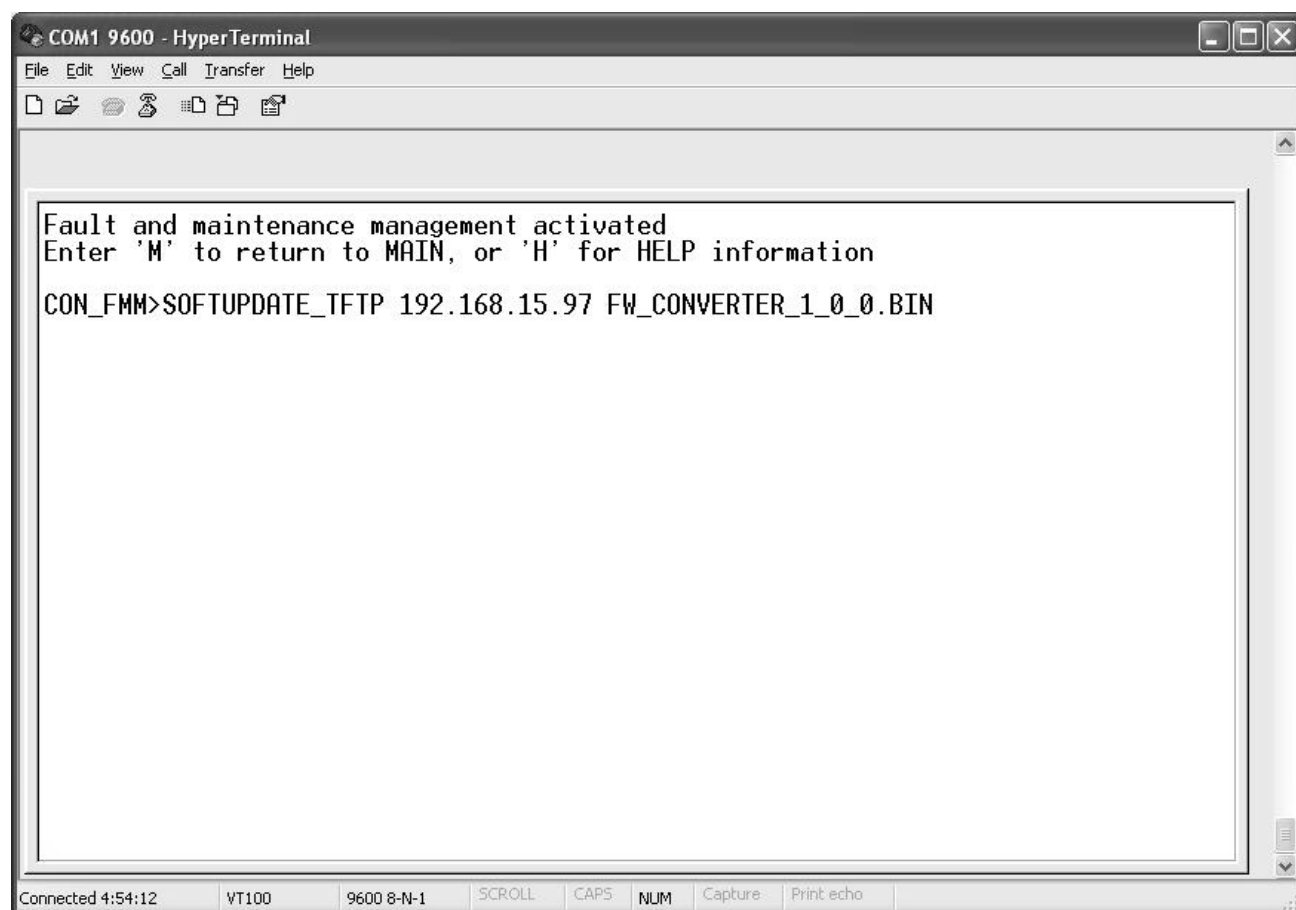 COM1 9600 - HyperTerminal
File Edit View Call Transfer Help
Fault and maintenance management activated
Enter 'M' to return to MAIN, or 'H' for HELP information
CON_FMM>SOFTUPDATE_TFTP 192.168.15.97 FW_CONVERTER_1_0_0.BIN
Connected 4:54:12 VT100 9600 8-N-1 SCROLL CAPS NUM Capture Print echo